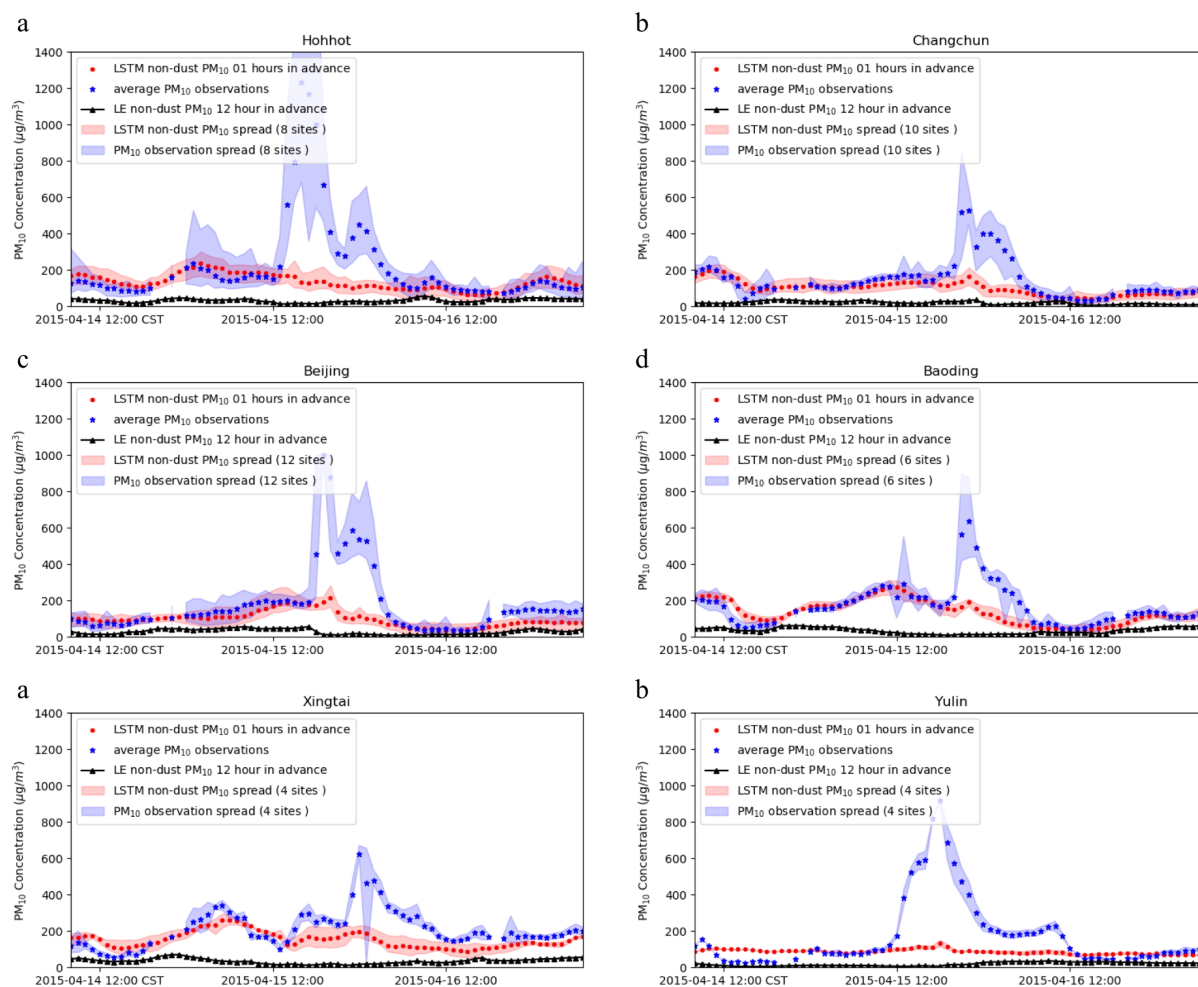 a
Hohhot
PM₁₀ Concentration (μg/m³)
1400
1200
1000
800
600
400
200
0
LSTM non-dust PM₁₀ 01 hours in advance
average PM₁₀ observations
LE non-dust PM₁₀ 12 hour in advance
LSTM non-dust PM₁₀ spread (8 sites )
PM₁₀ observation spread (8 sites )
2015-04-14 12:00 CST 2015-04-15 12:00 2015-04-16 12:00
b
Changchun
PM₁₀ Concentration (μg/m³)
1400
1200
1000
800
600
400
200
0
LSTM non-dust PM₁₀ 01 hours in advance
average PM₁₀ observations
LE non-dust PM₁₀ 12 hour in advance
LSTM non-dust PM₁₀ spread (10 sites )
PM₁₀ observation spread (10 sites )
2015-04-14 12:00 CST 2015-04-15 12:00 2015-04-16 12:00
c
Beijing
PM₁₀ Concentration (μg/m³)
1400
1200
1000
800
600
400
200
0
LSTM non-dust PM₁₀ 01 hours in advance
average PM₁₀ observations
LE non-dust PM₁₀ 12 hour in advance
LSTM non-dust PM₁₀ spread (12 sites )
PM₁₀ observation spread (12 sites )
2015-04-14 12:00 CST 2015-04-15 12:00 2015-04-16 12:00
d
Baoding
PM₁₀ Concentration (μg/m³)
1400
1200
1000
800
600
400
200
0
LSTM non-dust PM₁₀ 01 hours in advance
average PM₁₀ observations
LE non-dust PM₁₀ 12 hour in advance
LSTM non-dust PM₁₀ spread (6 sites )
PM₁₀ observation spread (6 sites )
2015-04-14 12:00 CST 2015-04-15 12:00 2015-04-16 12:00
a
Xingtai
PM₁₀ Concentration (μg/m³)
1400
1200
1000
800
600
400
200
0
LSTM non-dust PM₁₀ 01 hours in advance
average PM₁₀ observations
LE non-dust PM₁₀ 12 hour in advance
LSTM non-dust PM₁₀ spread (4 sites )
PM₁₀ observation spread (4 sites )
2015-04-14 12:00 CST 2015-04-15 12:00 2015-04-16 12:00
b
Yulin
PM₁₀ Concentration (μg/m³)
1400
1200
1000
800
600
400
200
0
LSTM non-dust PM₁₀ 01 hours in advance
average PM₁₀ observations
LE non-dust PM₁₀ 12 hour in advance
LSTM non-dust PM₁₀ spread (4 sites )
PM₁₀ observation spread (4 sites )
2015-04-14 12:00 CST 2015-04-15 12:00 2015-04-16 12:00